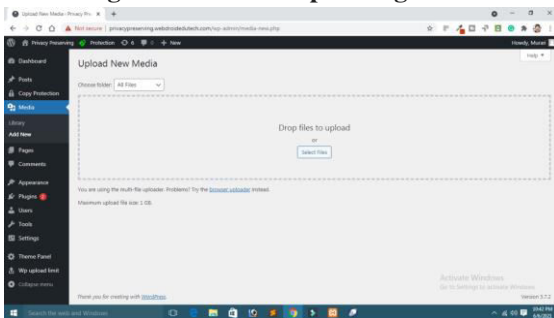 Upload New Media ‹ Privacy Pre
Not secure | privacypreserving.webdroidedutech.com/wp-admin/media-new.php
Privacy Preserving Protection 6 New
Howdy,
Help
Dashboard
Posts
Copy Protection
Media
Library
Add New
Pages
Comments
Appearance
Plugins
Users
Tools
Settings
Theme Panel
Wp upload limit
Collapse menu
Upload New Media
Choose folder: All Files
Drop files to upload
or
Select Files
You are using the multi-file uploader. Problems? Try the browser uploader instead.
Maximum upload file size: 1 GB.
Activate Windows
Go to Settings to activate Windows.
Thank you for creating with WordPress.
Version 5.7.2
Search the web and Windows